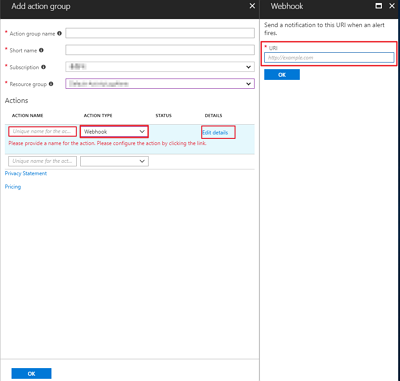 Add action group
* Action group name
* Short name
* Subscription
* Resource group
Actions
ACTION NAME ACTION TYPE STATUS DETAILS
Unique name for the ac... Webhook Edit details
Please provide a name for the action. Please configure the action by clicking the link.
Unique name for the act...
Privacy Statement
Pricing
OK
Webhook
Send a notification to this URI when an alert
fires.
* URI
http://example.com
OK